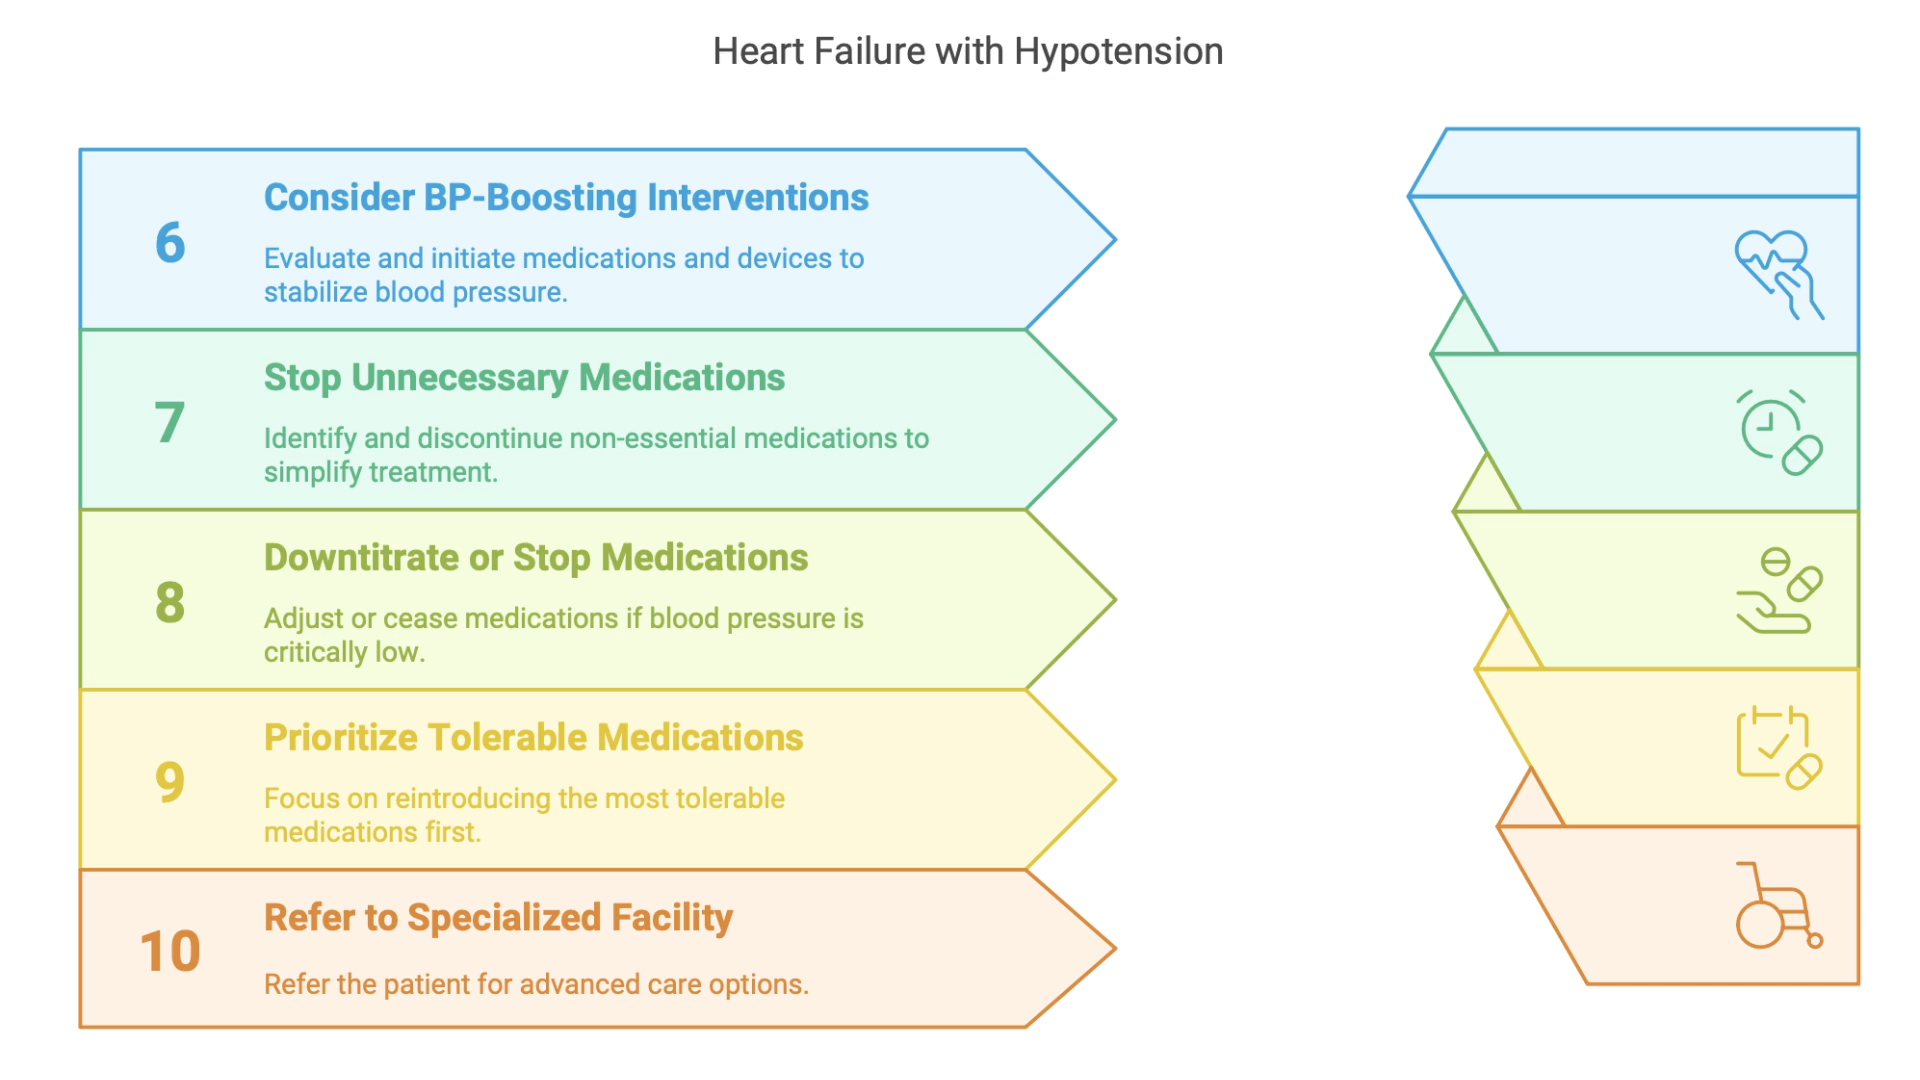 Heart Failure with Hypotension
6
Consider BP-Boosting Interventions
Evaluate and initiate medications and devices to
stabilize blood pressure.
7
Stop Unnecessary Medications
Identify and discontinue non-essential medications to
simplify treatment.
8
Downtitrate or Stop Medications
Adjust or cease medications if blood pressure is
critically low.
9
Prioritize Tolerable Medications
Focus on reintroducing the most tolerable
medications first.
10
Refer to Specialized Facility
Refer the patient for advanced care options.